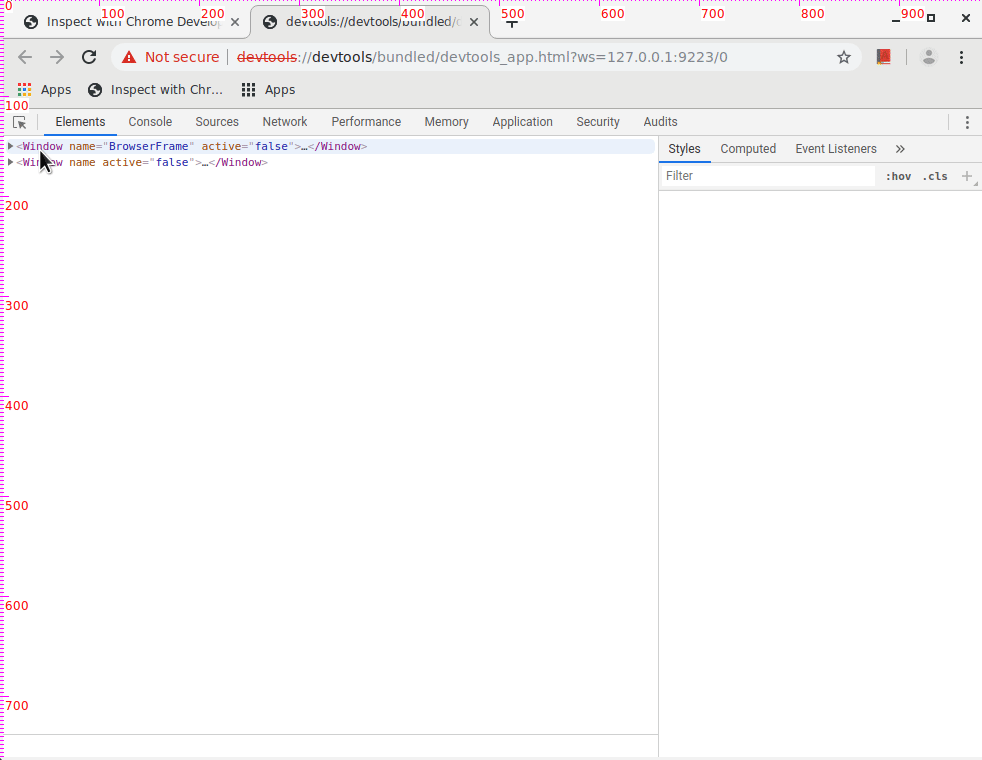 0 100 200 300 400 500 600 700 800 900
Inspect with Chrome Develo
devtools://devtools/bundled/d
Not secure | devtools://devtools/bundled/devtools_app.html?ws=127.0.0.1:9223/0
Apps Inspect with Chr... Apps
100
Elements Console Sources Network Performance Memory Application Security Audits
<Window name="BrowserFrame" active="false">…</Window>
<Window name active="false">…</Window>
Styles Computed Event Listeners »
Filter :hov .cls +
200
300
400
500
600
700